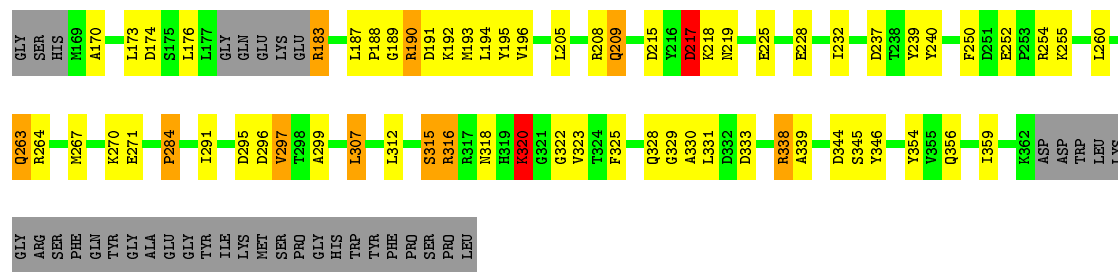 GLY SER HIS M169 A170 L173 D174 S175 L176 L177 GLY GLN GLU LYS GLU R183 L187 P188 G189 R190 D191 K192 M193 L194 Y195 V196 L205 R208 Q209 D215 Y216 D217 K218 N219 E225 E228 I232 D237 T238 Y239 Y240 F250 D251 E252 P253 R254 K255 L260
Q263 R264 M267 K270 E271 P284 I291 D295 D296 V297 T298 A299 L307 L312 S315 R316 R317 N318 H319 K320 G321 G322 V323 T324 F325 Q328 G329 A330 L331 D332 D333 R338 A339 D344 S345 Y346 Y354 V355 Q356 I359 K362 ASP ASP TRP LEU LYS
GLY ARG SER PHE GLN TYR GLY ALA GLU GLY TYR ILE LYS MET SER PRO GLY HIS TRP TYR PHE PRO SER PRO LEU